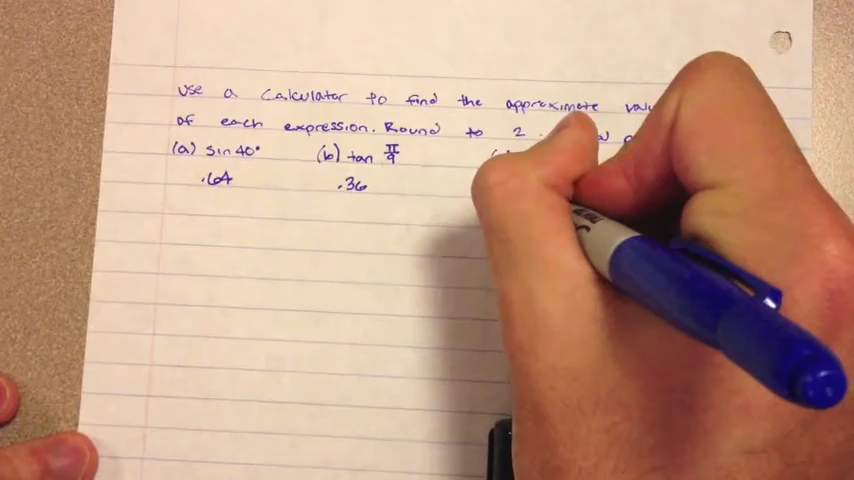 Use a calculator to find the approximate
of each expression. Round to 2
(a) sin 40° (b) tan π/9
.64 .36